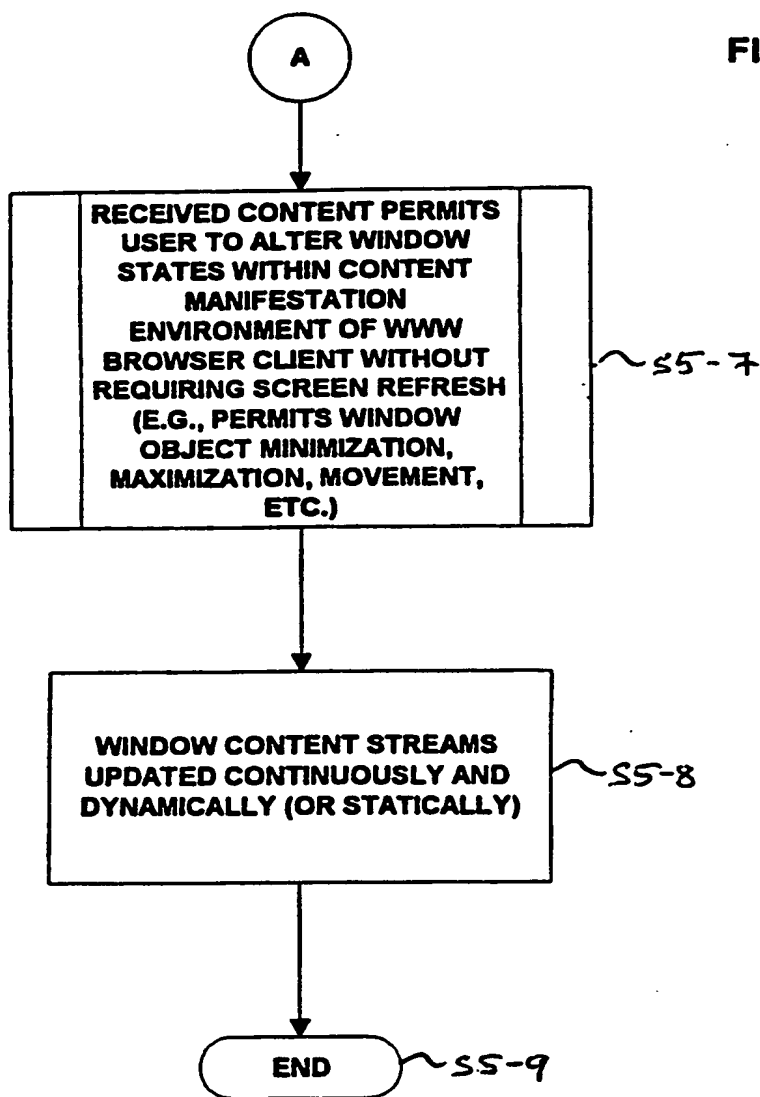 A
FI
RECEIVED CONTENT PERMITS
USER TO ALTER WINDOW
STATES WITHIN CONTENT
MANIFESTATION
ENVIRONMENT OF WWW
BROWSER CLIENT WITHOUT
REQUIRING SCREEN REFRESH
(E.G., PERMITS WINDOW
OBJECT MINIMIZATION,
MAXIMIZATION, MOVEMENT,
ETC.)
S5-7
WINDOW CONTENT STREAMS
UPDATED CONTINUOUSLY AND
DYNAMICALLY (OR STATICALLY)
S5-8
END
S5-9